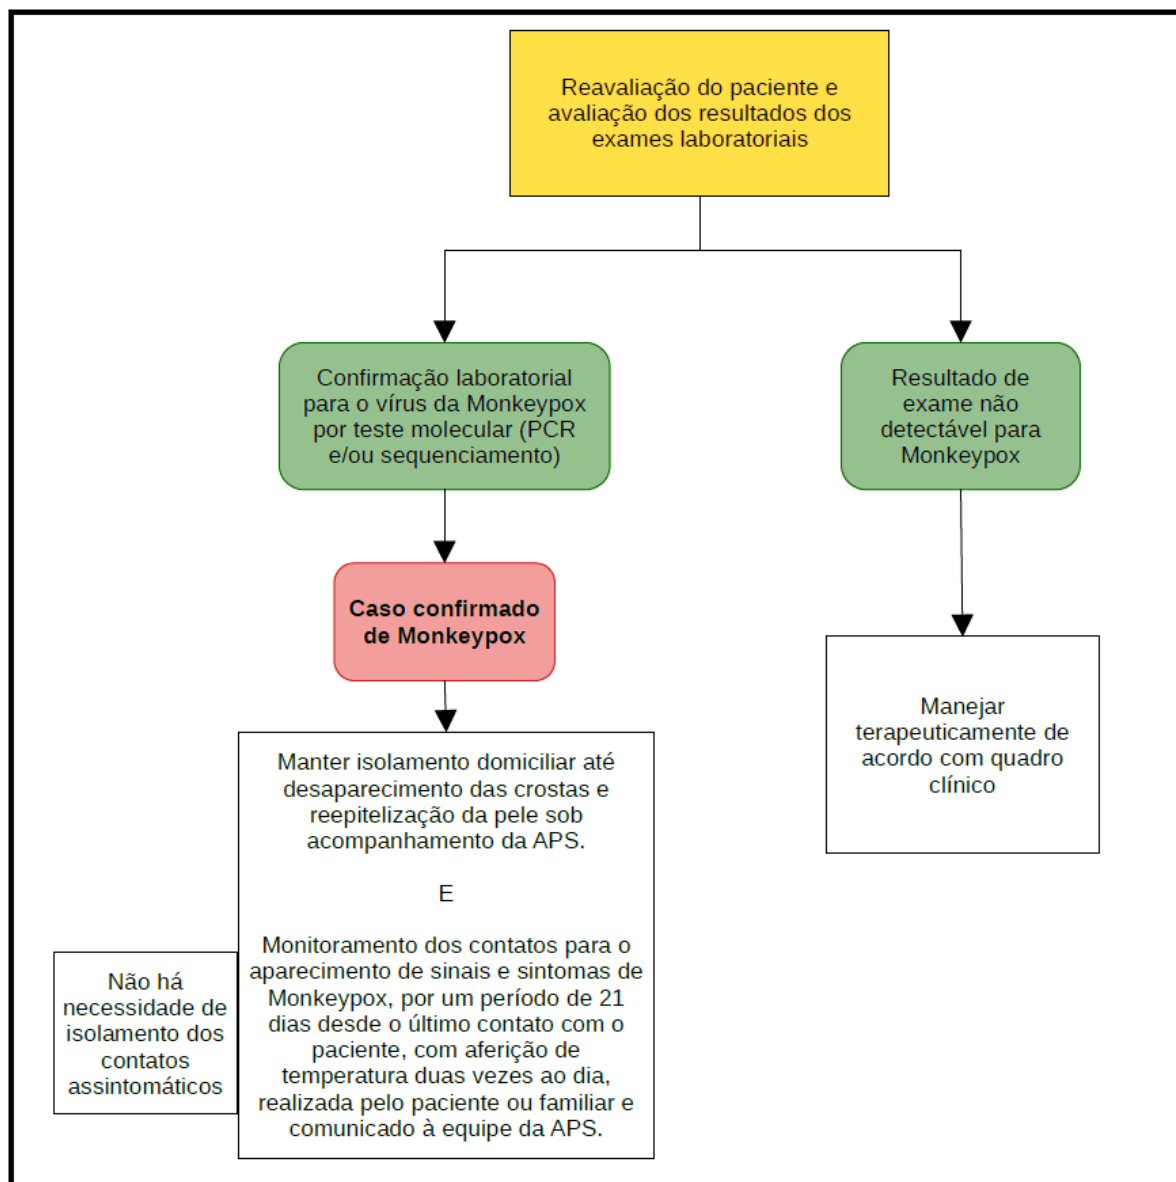 Reavaliação do paciente e
avaliação dos resultados dos
exames laboratoriais
Confirmação laboratorial
para o vírus da Monkeypox
por teste molecular (PCR
e/ou sequenciamento)
Resultado de
exame não
detectável para
Monkeypox
Caso confirmado
de Monkeypox
Manejar
terapeuticamente de
acordo com quadro
clínico
Manter isolamento domiciliar até
desaparecimento das crostas e
reepitelização da pele sob
acompanhamento da APS.
E
Monitoramento dos contatos para o
aparecimento de sinais e sintomas de
Monkeypox, por um período de 21
dias desde o último contato com o
paciente, com aferição de
temperatura duas vezes ao dia,
realizada pelo paciente ou familiar e
comunicado à equipe da APS.
Não há
necessidade de
isolamento dos
contatos
assintomáticos